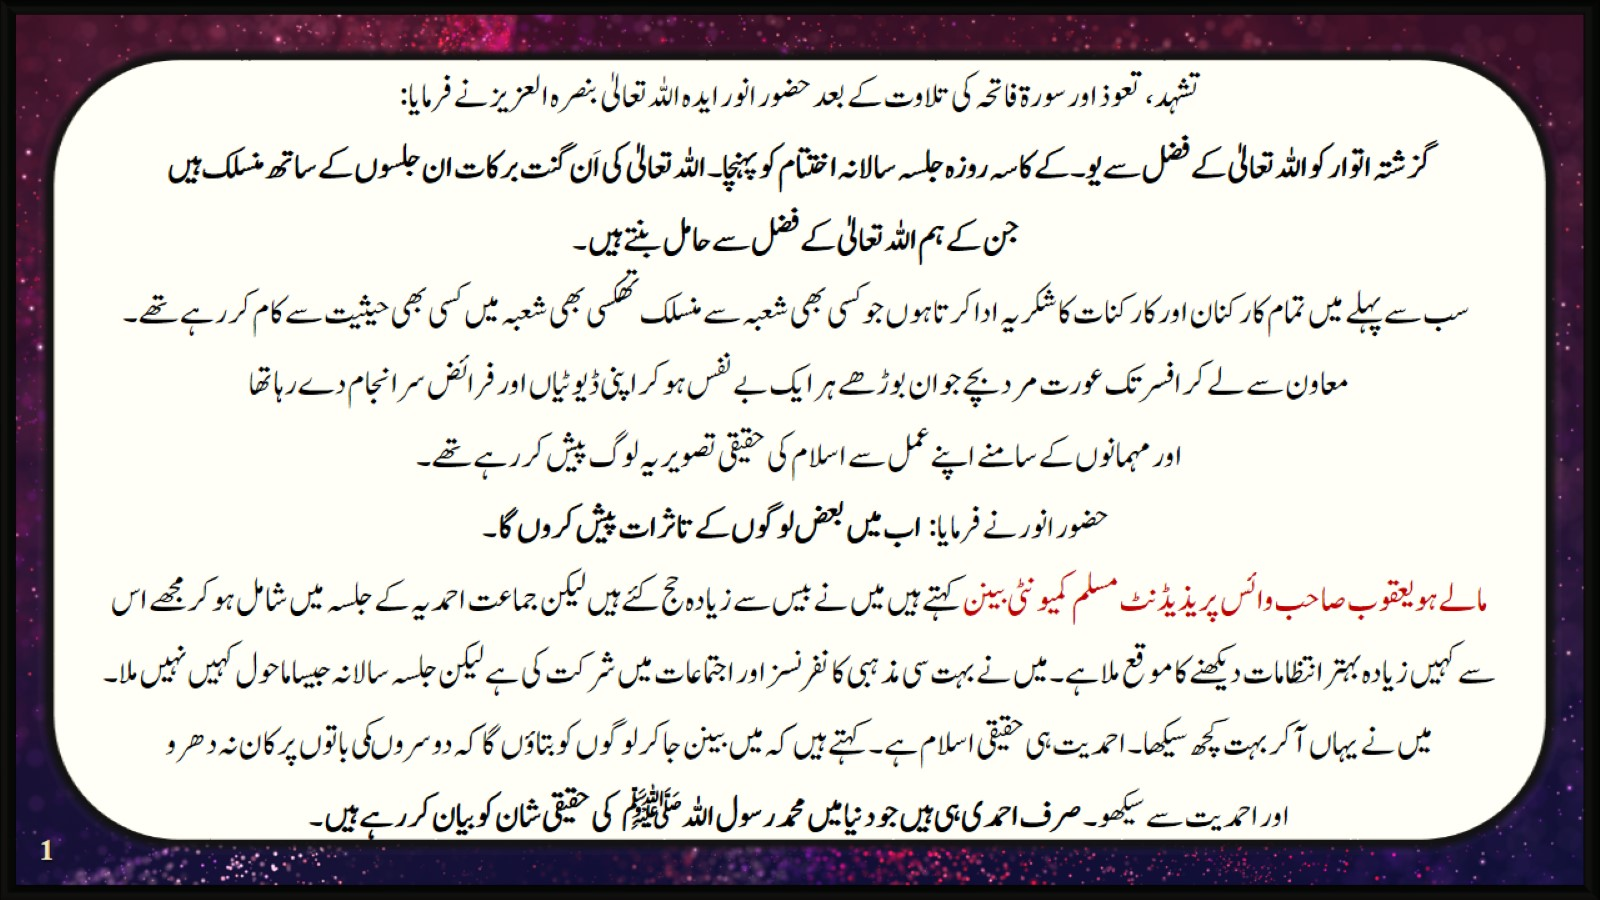 تشہد، تعوذ اور سورۃ فاتحہ کی تلاوت کے بعد حضور انور ایدہ اللہ تعالیٰ بنصرہ العزیز نے فرمایا:
گزشتہ اتوار کو اللہ تعالیٰ کے فضل سے یو۔کے کا سہ روزہ جلسہ سالانہ اختتام کو پہنچا۔ اللہ تعالیٰ کی اَن گنت برکات ان جلسوں کے ساتھ منسلک ہیں
جن کے ہم اللہ تعالیٰ کے فضل سے حامل بنتے ہیں۔
سب سے پہلے میں تمام کارکنان اور کارکنات کا شکریہ ادا کرتا ہوں جو کسی بھی شعبہ سے منسلک تھے کسی بھی شعبہ میں کسی بھی حیثیت سے کام کر رہے تھے۔
معاون سے لے کر افسر تک عورت مرد بچے جوان بوڑھے ہر ایک بے نفس ہو کر اپنی ڈیوٹیاں اور فرائض سر انجام دے رہا تھا
اور مہمانوں کے سامنے اپنے عمل سے اسلام کی حقیقی تصویر یہ لوگ پیش کر رہے تھے۔
حضور انور نے فرمایا: اب میں بعض لوگوں کے تاثرات پیش کروں گا۔
مالے ہو یعقوب صاحب وائس پریذیڈنٹ مسلم کمیونٹی بینن کہتے ہیں میں نے بیس سے زیادہ حج کئے ہیں لیکن جماعت احمدیہ کے جلسہ میں شامل ہو کر مجھے اس
سے کہیں زیادہ بہتر انتظامات دیکھنے کا موقع ملا ہے۔ میں نے بہت سی مذہبی کانفرنسز اور اجتماعات میں شرکت کی ہے لیکن جلسہ سالانہ جیسا ماحول کہیں نہیں ملا۔
میں نے یہاں آ کر بہت کچھ سیکھا۔ احمدیت ہی حقیقی اسلام ہے۔ کہتے ہیں کہ میں بینن جا کر لوگوں کو بتاؤں گا کہ دوسروں کی باتوں پر کان نہ دھرو
اور احمدیت سے سیکھو۔ صرف احمدی ہی ہیں جو دنیا میں محمد رسول اللہ ﷺ کی حقیقی شان کو بیان کر رہے ہیں۔
1